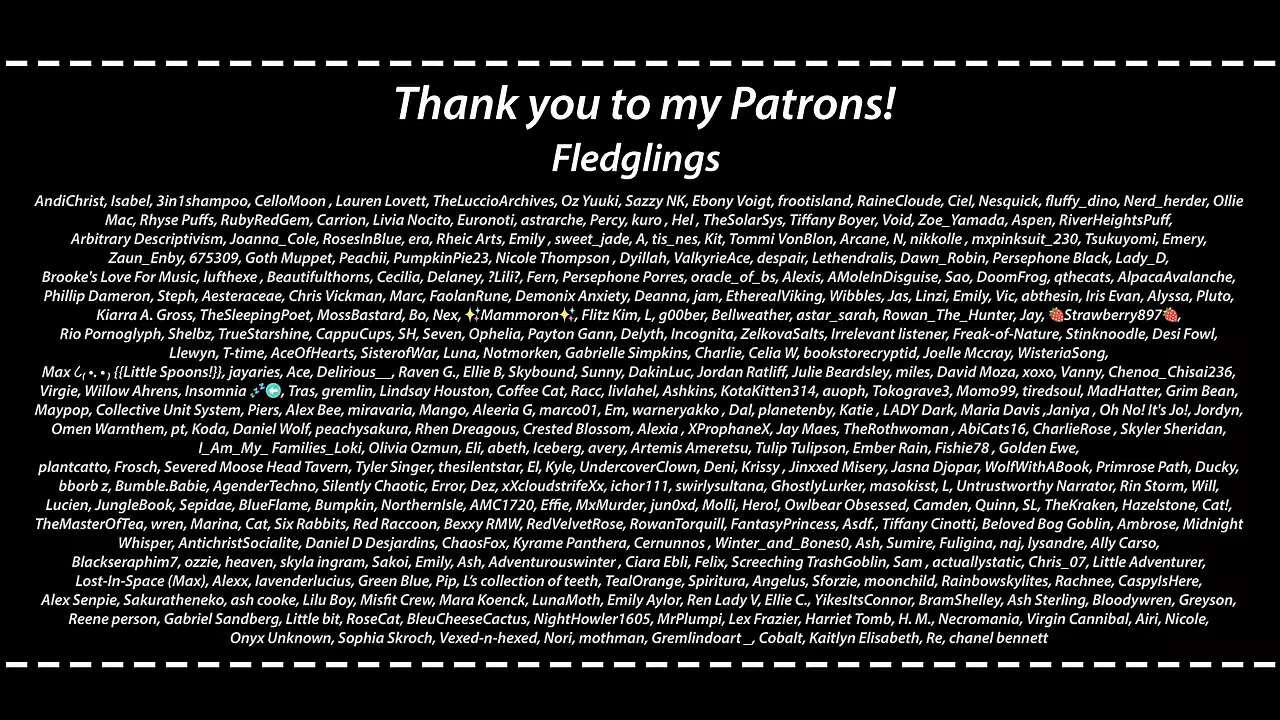 Thank you to my Patrons!
Fledglings
AndiChrist, Isabel, 3in1shampoo, CelloMoon , Lauren Lovett, TheLuccioArchives, Oz Yuuki, Sazzy NK, Ebony Voigt, frootisland, RaineCloude, Ciel, Nesquick, fluffy_dino, Nerd_herder, Ollie
Mac, Rhyse Puffs, RubyRedGem, Carrion, Livia Nocito, Euronoti, astrarche, Percy, kuro , Hel , TheSolarSys, Tiffany Boyer, Void, Zoe_Yamada, Aspen, RiverHeightsPuff,
Arbitrary Descriptivism, Joanna_Cole, RosesInBlue, era, Rheic Arts, Emily , sweet_jade, A, tis_nes, Kit, Tommi VonBlon, Arcane, N, nikkolle , mxpinksuit_230, Tsukuyomi, Emery,
Zaun_Enby, 675309, Goth Muppet, Peachii, PumpkinPie23, Nicole Thompson , Dyillah, ValkyrieAce, despair, Lethendralis, Dawn_Robin, Persephone Black, Lady_D,
Brooke's Love For Music, lufthexe , Beautifulthorns, Cecilia, Delaney, ?Lili?, Fern, Persephone Porres, oracle_of_bs, Alexis, AMoleInDisguise, Sao, DoomFrog, qthecats, AlpacaAvalanche,
Phillip Dameron, Steph, Aesteraceae, Chris Vickman, Marc, FaolanRune, Demonix Anxiety, Deanna, jam, EtherealViking, Wibbles, Jas, Linzi, Emily, Vic, abthesin, Iris Evan, Alyssa, Pluto,
Kiarra A. Gross, TheSleepingPoet, MossBastard, Bo, Nex, ✨Mammoron✨, Flitz Kim, L, g00ber, Bellweather, astar_sarah, Rowan_The_Hunter, Jay, 🍓Strawberry897🍓,
Rio Pornoglyph, Shelbz, TrueStarshine, CappuCups, SH, Seven, Ophelia, Payton Gann, Delyth, Incognita, ZelkovaSalts, Irrelevant listener, Freak-of-Nature, Stinknoodle, Desi Fowl,
Llewyn, T-time, AceOfHearts, SisterofWar, Luna, Notmorken, Gabrielle Simpkins, Charlie, Celia W, bookstorecryptid, Joelle Mccray, WisteriaSong,
Max ૮₍ •. •₎ {{Little Spoons!}}, jayaries, Ace, Delirious__, Raven G., Ellie B, Skybound, Sunny, DakinLuc, Jordan Ratliff, Julie Beardsley, miles, David Moza, xoxo, Vanny, Chenoa_Chisai236,
Virgie, Willow Ahrens, Insomnia 💤, Tras, gremlin, Lindsay Houston, Coffee Cat, Racc, livlahel, Ashkins, KotaKitten314, auoph, Tokograve3, Momo99, tiredsoul, MadHatter, Grim Bean,
Maypop, Collective Unit System, Piers, Alex Bee, miravaria, Mango, Aleeria G, marco01, Em, warneryakko , Dal, planetenby, Katie , LADY Dark, Maria Davis ,Janiya , Oh No! It's Jo!, Jordyn,
Omen Warnthem, pt, Koda, Daniel Wolf, peachysakura, Rhen Dreagous, Crested Blossom, Alexia , XProphaneX, Jay Maes, TheRothwoman , AbiCats16, CharlieRose , Skyler Sheridan,
I_Am_My_ Families_Loki, Olivia Ozmun, Eli, abeth, Iceberg, avery, Artemis Ameretsu, Tulip Tulipson, Ember Rain, Fishie78 , Golden Ewe,
plantcatto, Frosch, Severed Moose Head Tavern, Tyler Singer, thesilentstar, El, Kyle, UndercoverClown, Deni, Krissy , Jinxxed Misery, Jasna Djopar, WolfWithABook, Primrose Path, Ducky,
bborb z, Bumble.Babie, AgenderTechno, Silently Chaotic, Error, Dez, xXcloudstrifeXx, ichor111, swirlysultana, GhostlyLurker, masokisst, L, Untrustworthy Narrator, Rin Storm, Will,
Lucien, JungleBook, Sepidae, BlueFlame, Bumpkin, NorthernIsle, AMC1720, Effie, MxMurder, jun0xd, Molli, Hero!, Owlbear Obsessed, Camden, Quinn, SL, TheKraken, Hazelstone, Cat!,
TheMasterOfTea, wren, Marina, Cat, Six Rabbits, Red Raccoon, Bexxy RMW, RedVelvetRose, RowanTorquill, FantasyPrincess, Asdf., Tiffany Cinotti, Beloved Bog Goblin, Ambrose, Midnight
Whisper, AntichristSocialite, Daniel D Desjardins, ChaosFox, Kyrame Panthera, Cernunnos , Winter_and_Bones0, Ash, Sumire, Fuligina, naj, lysandre, Ally Carso,
Blackseraphim7, ozzie, heaven, skyla ingram, Sakoi, Emily, Ash, Adventurouswinter , Ciara Ebli, Felix, Screeching TrashGoblin, Sam , actuallystatic, Chris_07, Little Adventurer,
Lost-In-Space (Max), Alexx, lavenderlucius, Green Blue, Pip, L's collection of teeth, TealOrange, Spiritura, Angelus, Sforzie, moonchild, Rainbowskylites, Rachnee, CaspyIsHere,
Alex Senpie, Sakuratheneko, ash cooke, Lilu Boy, Misfit Crew, Mara Koenck, LunaMoth, Emily Aylor, Ren Lady V, Ellie C., YikesItsConnor, BramShelley, Ash Sterling, Bloodywren, Greyson,
Reene person, Gabriel Sandberg, Little bit, RoseCat, BleuCheeseCactus, NightHowler1605, MrPlumpi, Lex Frazier, Harriet Tomb, H. M., Necromania, Virgin Cannibal, Airi, Nicole,
Onyx Unknown, Sophia Skroch, Vexed-n-hexed, Nori, mothman, Gremlindoart _, Cobalt, Kaitlyn Elisabeth, Re, chanel bennett